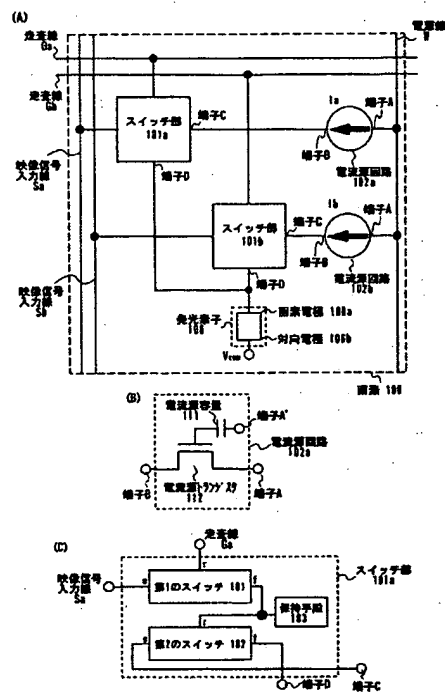 (A)
走査線
Ga
電源線
W
走査線
Gb
スイッチ部
101a
端子C
Ia
端子A
端子B
電流源回路
102a
映像信号
入力線
Sa
端子D
スイッチ部
101b
端子C
Ib
端子A
端子B
電流源回路
102b
映像信号
入力線
Sb
端子D
発光素子
106
画素電極 106a
対向電極 106b
Vcom
(B)
電流源容量
111
端子A'
電流源回路
102a
端子B
電流源トランジスタ
112
端子A
(C)
走査線
Ga
スイッチ部
101a
映像信号
入力線
Sa
第1のスイッチ 181
保持手段
183
第2のスイッチ 182
端子D
端子C